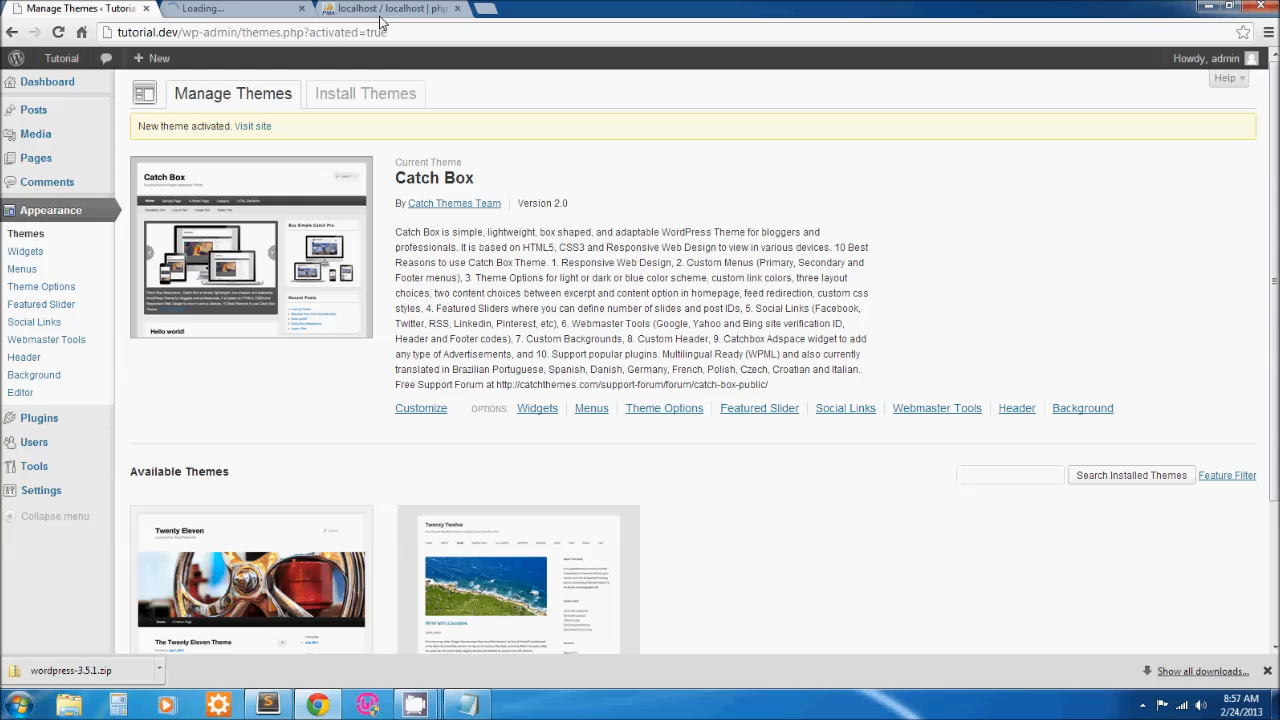 Manage Themes ‹ Tutoria
Loading...
localhost / localhost | php
tutorial.dev/wp-admin/themes.php?activated=true
Tutorial
New
Howdy, admin
Help
Dashboard
Posts
Media
Pages
Comments
Appearance
Themes
Widgets
Menus
Theme Options
Featured Slider
Social Links
Webmaster Tools
Header
Background
Editor
Plugins
Users
Tools
Settings
Collapse menu
Manage Themes
Install Themes
New theme activated. Visit site
Catch Box
Buy Simple Catch Pro
Recent Posts
Hello world!
Current Theme
Catch Box
By Catch Themes Team
Version 2.0
Catch Box is simple, lightweight, box shaped, and adaptable WordPress Theme for bloggers and
professionals. It is based on HTML5, CSS3 and Responsive Web Design to view in various devices. 10 Best
Reasons to use Catch Box Theme. 1. Responsive Web Design, 2. Custom Menus (Primary, Secondary and
Footer menus), 3. Theme Options for light or dark or blue color scheme, custom link colors, three layout
choices, two content choices between excerpt and content option in homepage, feed redirection, custom css
styles, 4. Featured Sliders where you can define number of slides and post IDs, 5. Social Links (Facebook,
Twitter, RSS, Linkedin, Pinterest, etc), 6. Webmaster Tools (Google, Yahoo and Bing site verification ID,
Header and Footer codes), 7. Custom Backgrounds, 8. Custom Header, 9. Catchbox Adspace widget to add
any type of Advertisements, and 10. Support popular plugins. Multilingual Ready (WPML) and also currently
translated in Brazilian Portuguese, Spanish, Danish, Germany, French, Polish, Czech, Croatian and Italian.
Free Support Forum at http://catchthemes.com/support-forum/forum/catch-box-public/
Customize
OPTIONS:
Widgets
Menus
Theme Options
Featured Slider
Social Links
Webmaster Tools
Header
Background
Available Themes
Search Installed Themes
Feature Filter
Twenty Eleven
The Twenty Eleven Theme
Twenty Twelve
Write with a purpose
wordpress-3.5.1.zip
Show all downloads...
8:57 AM
2/24/2013